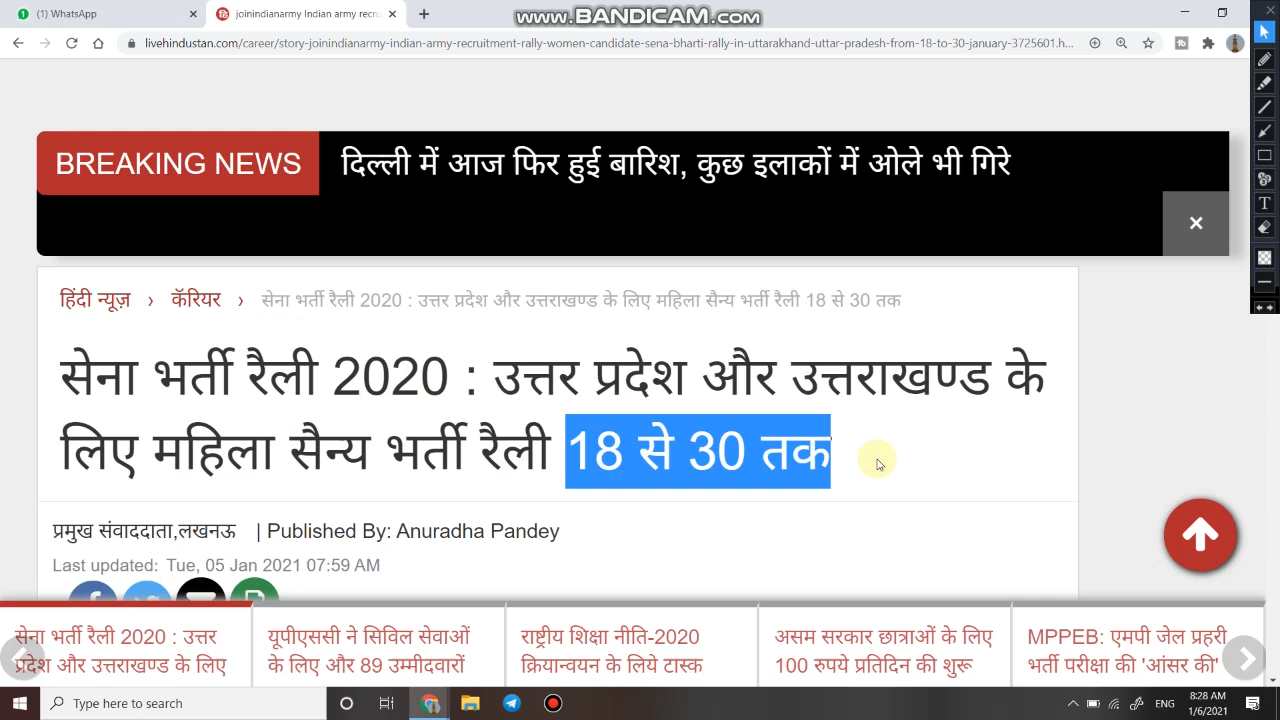 (1) WhatsApp
joinindianarmy Indian army recru
www.BANDICAM.com
livehindustan.com/career/story-joinindianarmy-indian-army-recruitment-rally-women-candidate-sena-bharti-rally-in-uttarakhand-uttar-pradesh-from-18-to-30-january-3725601.h...
BREAKING NEWS
दिल्ली में आज फिर हुई बारिश, कुछ इलाकों में ओले भी गिरे
हिंदी न्यूज़ › कॅरियर › सेना भर्ती रैली 2020 : उत्तर प्रदेश और उत्तराखण्ड के लिए महिला सैन्य भर्ती रैली 18 से 30 तक
सेना भर्ती रैली 2020 : उत्तर प्रदेश और उत्तराखण्ड के
लिए महिला सैन्य भर्ती रैली 18 से 30 तक
प्रमुख संवाददाता,लखनऊ | Published By: Anuradha Pandey
Last updated: Tue, 05 Jan 2021 07:59 AM
सेना भर्ती रैली 2020 : उत्तर
प्रदेश और उत्तराखण्ड के लिए
यूपीएससी ने सिविल सेवाओं
के लिए और 89 उम्मीदवारों
राष्ट्रीय शिक्षा नीति-2020
क्रियान्वयन के लिये टास्क
असम सरकार छात्राओं के लिए
100 रुपये प्रतिदिन की शुरू
MPPEB: एमपी जेल प्रहरी
भर्ती परीक्षा की 'आंसर की'
Type here to search
ENG
8:28 AM
1/6/2021